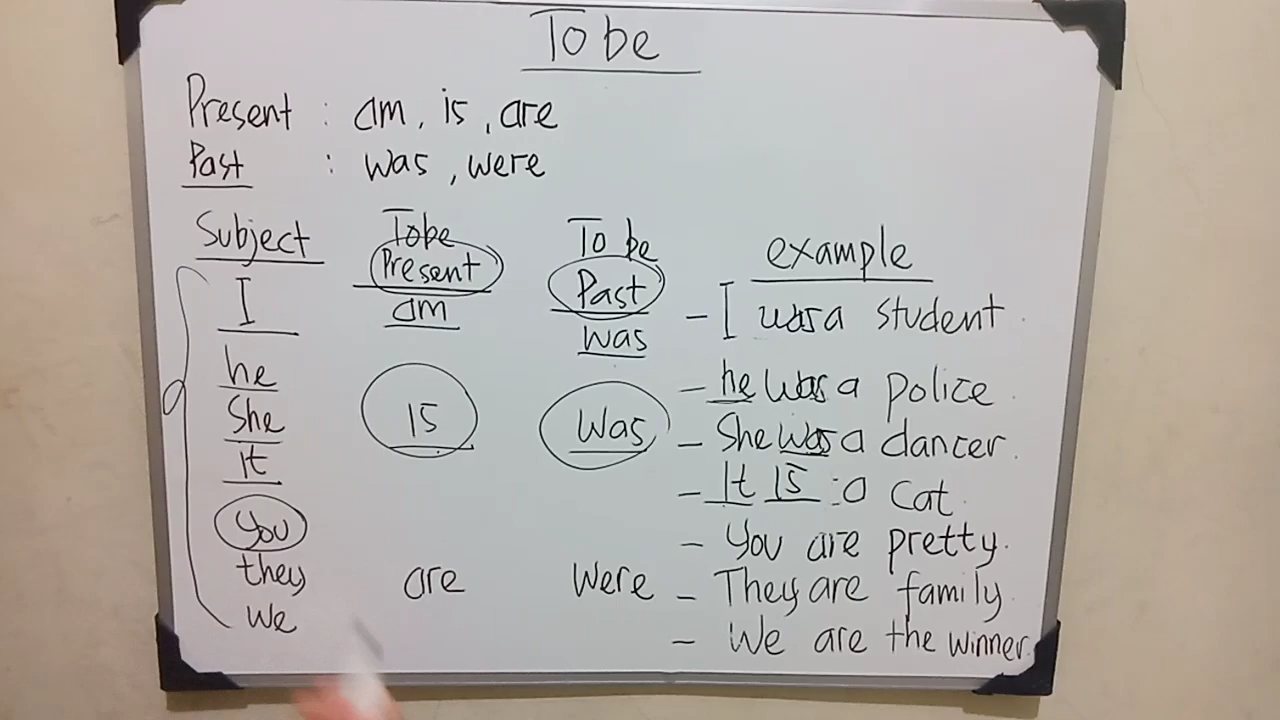 To be
Present : am, is, are
Past : was, were
Subject
Tobe
Present
To be
Past
example
I
am
was
- I was a student.
he
She
it
is
was
- he was a police.
- She was a dancer.
- It is a cat.
you
they
we
are
were
- You are pretty.
- They are family.
- We are the winner.